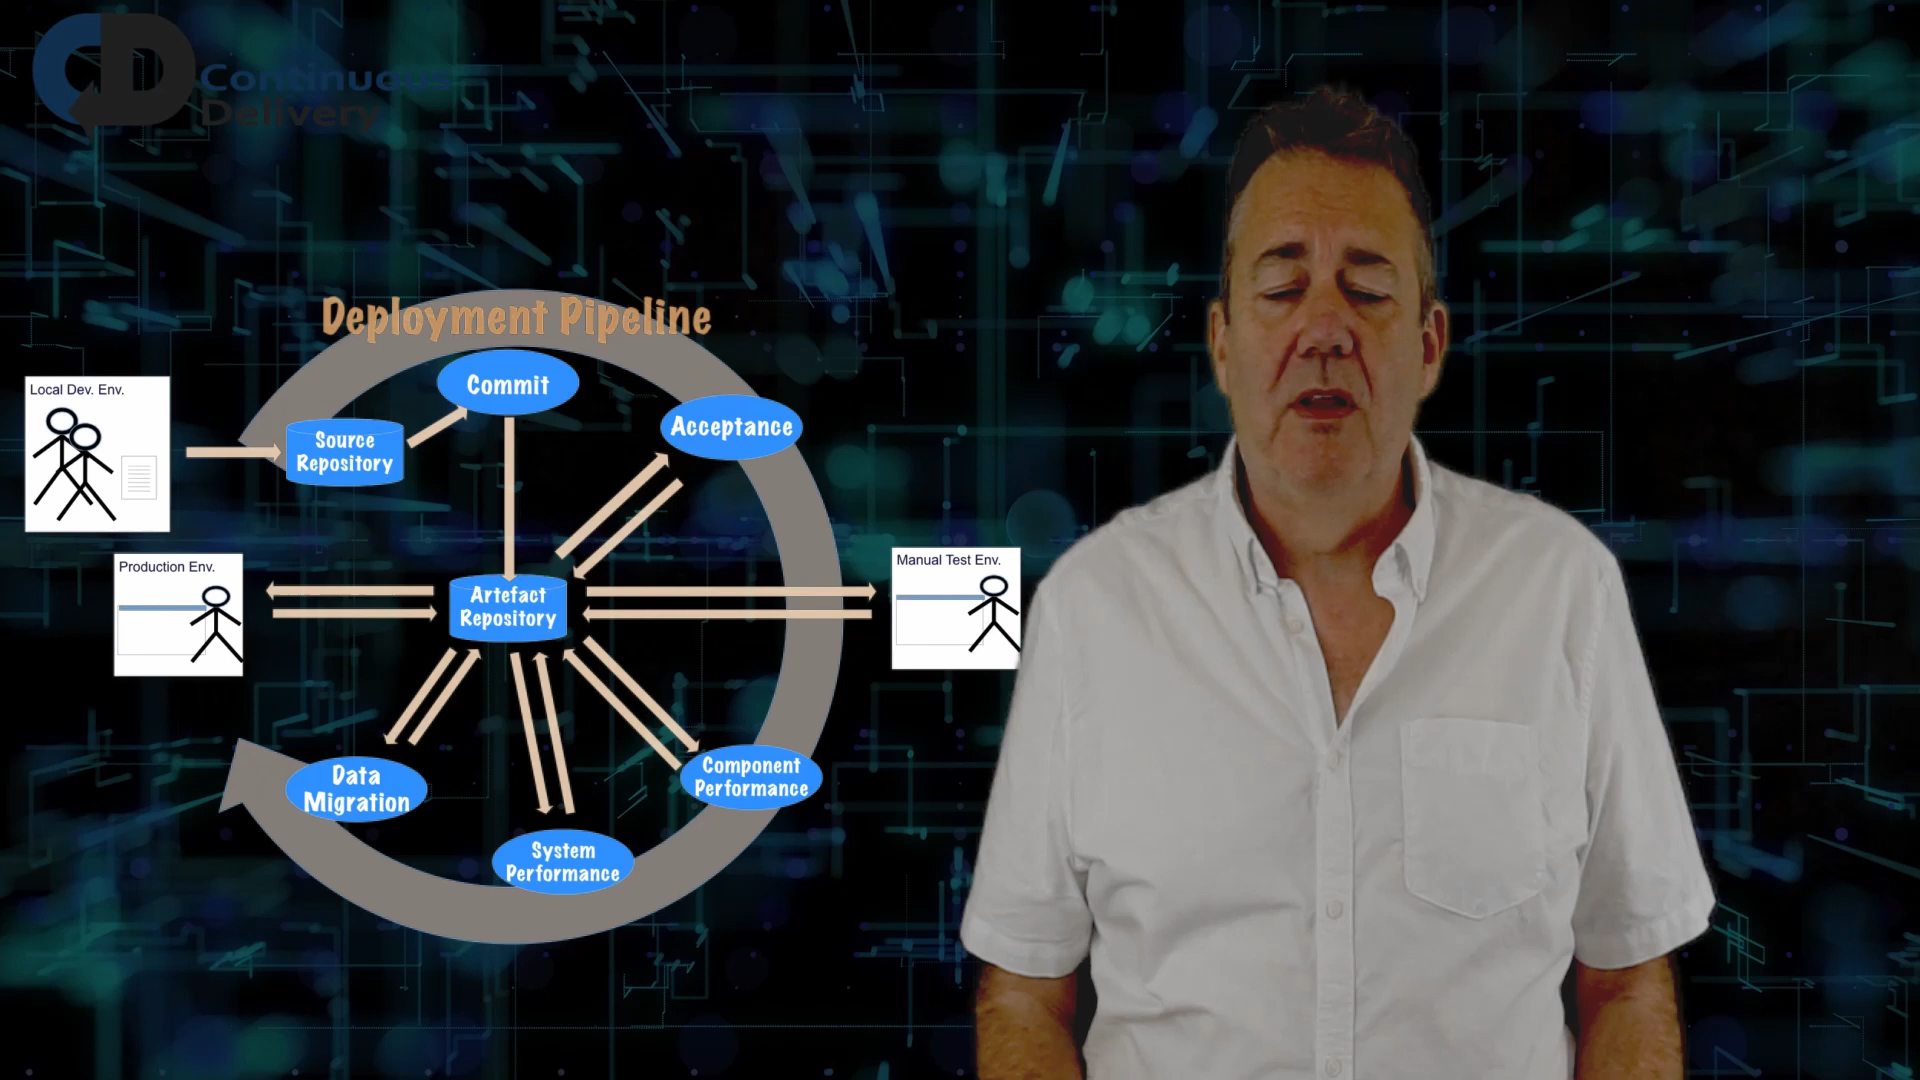 Continuous
Delivery
Deployment Pipeline
Local Dev. Env.
Commit
Source
Repository
Acceptance
Production Env.
Artefact
Repository
Manual Test Env.
Data
Migration
Component
Performance
System
Performance